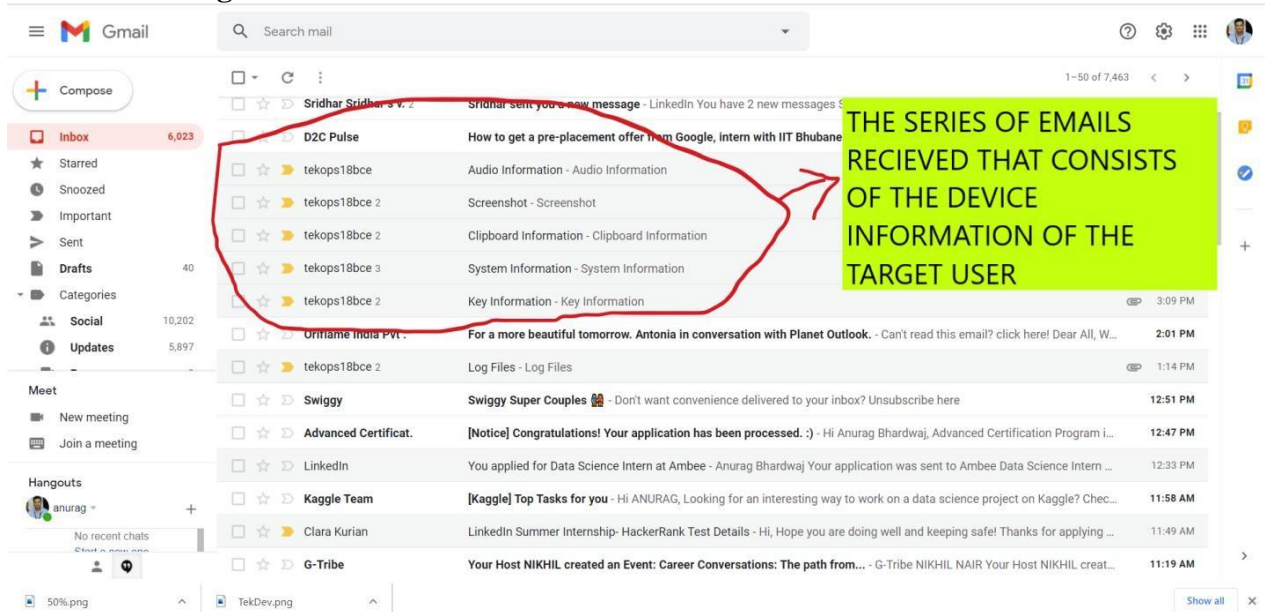 Gmail
Search mail
Compose
1–50 of 7,463
Inbox 6,023
Starred
Snoozed
Important
Sent
Drafts 40
Categories
Social 10,202
Updates 5,897
Meet
New meeting
Join a meeting
Hangouts
anurag
No recent chats
Start a new one
Sridhar Sridhar's V. 2 Sridhar sent you a new message - LinkedIn You have 2 new messages
D2C Pulse How to get a pre-placement offer from Google, intern with IIT Bhubane
tekops18bce Audio Information - Audio Information
tekops18bce 2 Screenshot - Screenshot
tekops18bce 2 Clipboard Information - Clipboard Information
tekops18bce 3 System Information - System Information
tekops18bce 2 Key Information - Key Information 3:09 PM
Oriflame India Pvt . For a more beautiful tomorrow. Antonia in conversation with Planet Outlook. - Can't read this email? click here! Dear All, W... 2:01 PM
tekops18bce 2 Log Files - Log Files 1:14 PM
Swiggy Swiggy Super Couples - Don't want convenience delivered to your inbox? Unsubscribe here 12:51 PM
Advanced Certificat. [Notice] Congratulations! Your application has been processed. :) - Hi Anurag Bhardwaj, Advanced Certification Program i... 12:47 PM
LinkedIn You applied for Data Science Intern at Ambee - Anurag Bhardwaj Your application was sent to Ambee Data Science Intern ... 12:33 PM
Kaggle Team [Kaggle] Top Tasks for you - Hi ANURAG, Looking for an interesting way to work on a data science project on Kaggle? Chec... 11:58 AM
Clara Kurian LinkedIn Summer Internship- HackerRank Test Details - Hi, Hope you are doing well and keeping safe! Thanks for applying ... 11:49 AM
G-Tribe Your Host NIKHIL created an Event: Career Conversations: The path from... - G-Tribe NIKHIL NAIR Your Host NIKHIL creat... 11:19 AM
THE SERIES OF EMAILS
RECIEVED THAT CONSISTS
OF THE DEVICE
INFORMATION OF THE
TARGET USER
31
50%.png
TekDev.png
Show all